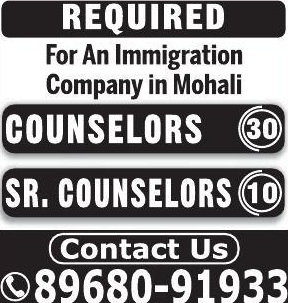 REQUIRED
For An Immigration
Company in Mohali
COUNSELORS 30
SR. COUNSELORS 10
Contact Us
89680-91933